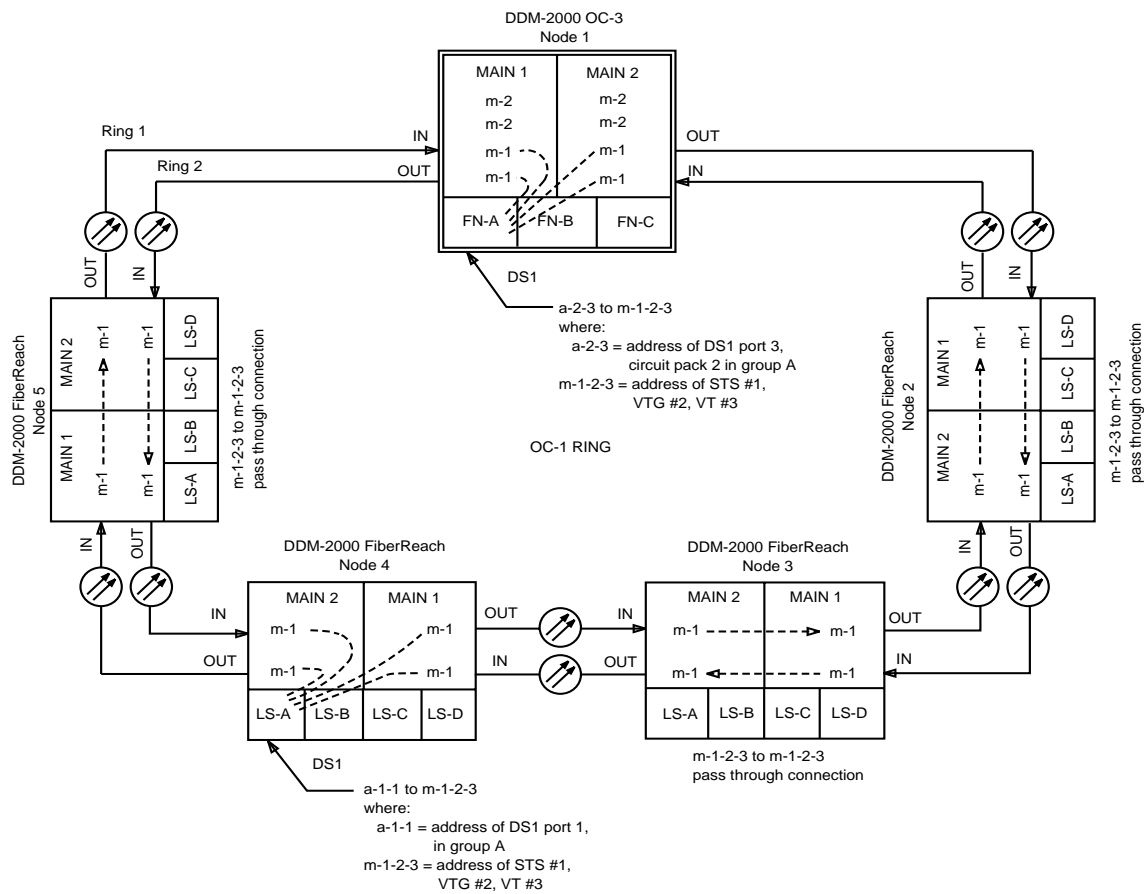 DDM-2000 OC-3
Node 1
MAIN 1
MAIN 2
m-2
m-2
m-2
m-2
m-1
m-1
m-1
m-1
FN-A
FN-B
FN-C
Ring 1
IN
Ring 2
OUT
OUT
IN
DS1
a-2-3 to m-1-2-3
where:
a-2-3 = address of DS1 port 3,
circuit pack 2 in group A
m-1-2-3 = address of STS #1,
VTG #2, VT #3
OC-1 RING
OUT
IN
DDM-2000 FiberReach
Node 5
MAIN 2
MAIN 1
m-1
m-1
m-1
m-1
LS-D
LS-C
LS-B
LS-A
m-1-2-3 to m-1-2-3
pass through connection
IN
OUT
OUT
IN
DDM-2000 FiberReach
Node 2
MAIN 1
MAIN 2
m-1
m-1
m-1
m-1
LS-D
LS-C
LS-B
LS-A
m-1-2-3 to m-1-2-3
pass through connection
IN
OUT
DDM-2000 FiberReach
Node 4
MAIN 2
MAIN 1
IN
OUT
m-1
m-1
m-1
m-1
LS-A
LS-B
LS-C
LS-D
OUT
IN
DS1
a-1-1 to m-1-2-3
where:
a-1-1 = address of DS1 port 1,
in group A
m-1-2-3 = address of STS #1,
VTG #2, VT #3
DDM-2000 FiberReach
Node 3
MAIN 2
MAIN 1
IN
OUT
m-1
m-1
m-1
m-1
LS-A
LS-B
LS-C
LS-D
OUT
IN
m-1-2-3 to m-1-2-3
pass through connection